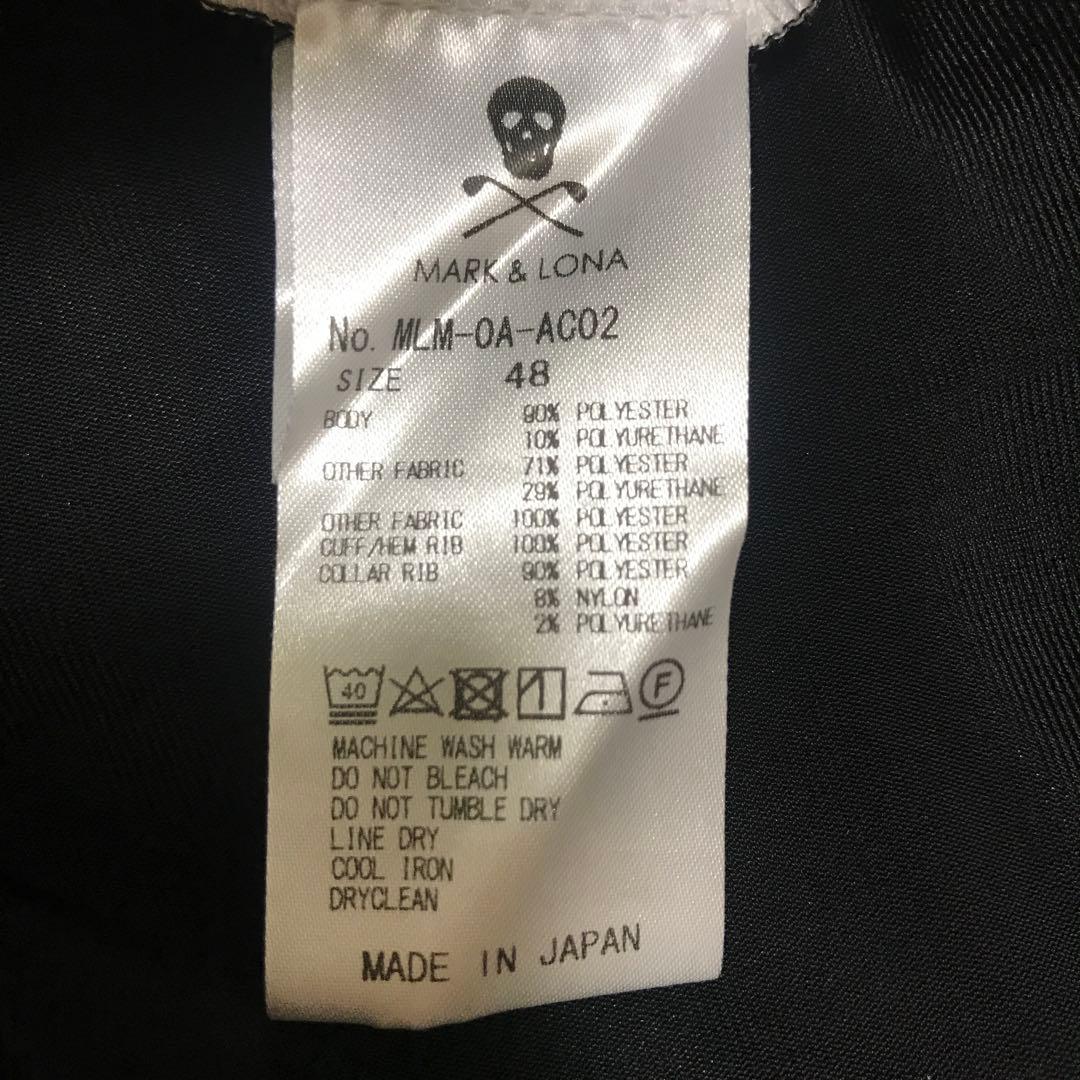 MARK & LONA
No. MLM-0A-AC02
SIZE 48
BODY 90% POLYESTER
10% POLYURETHANE
OTHER FABRIC 71% POLYESTER
29% POLYURETHANE
OTHER FABRIC 100% POLYESTER
CUFF/HEM RIB 100% POLYESTER
COLLAR RIB 90% POLYESTER
8% NYLON
2% POLYURETHANE
40 F
MACHINE WASH WARM
DO NOT BLEACH
DO NOT TUMBLE DRY
LINE DRY
COOL IRON
DRYCLEAN
MADE IN JAPAN